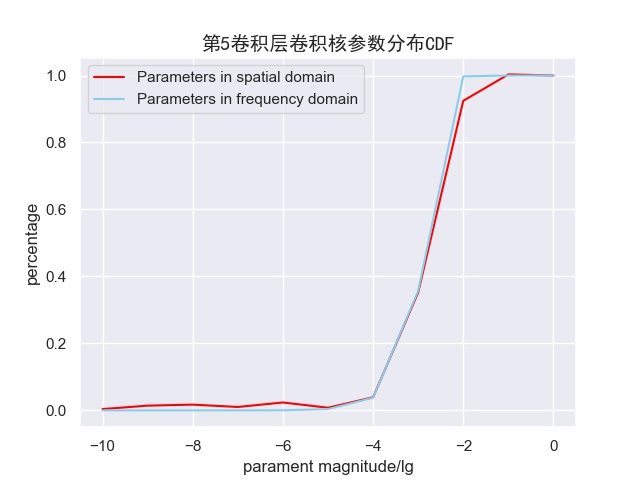 第5卷积层卷积核参数分布CDF
Parameters in spatial domain
Parameters in frequency domain
percentage
1.0
0.8
0.6
0.4
0.2
0.0
−10
−8
−6
−4
−2
0
parament magnitude/lg